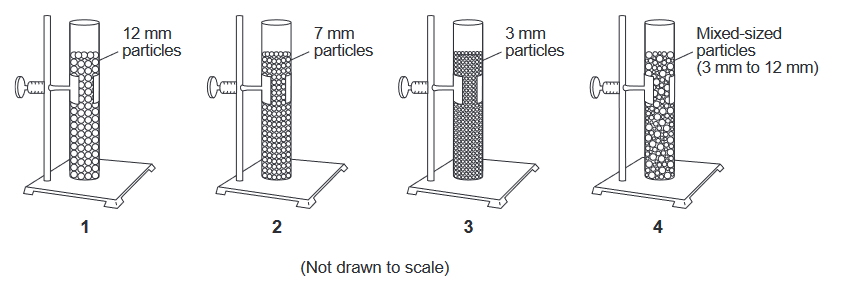 12 mm
particles
7 mm
particles
3 mm
particles
Mixed-sized
particles
(3 mm to 12 mm)
1
2
3
4
(Not drawn to scale)